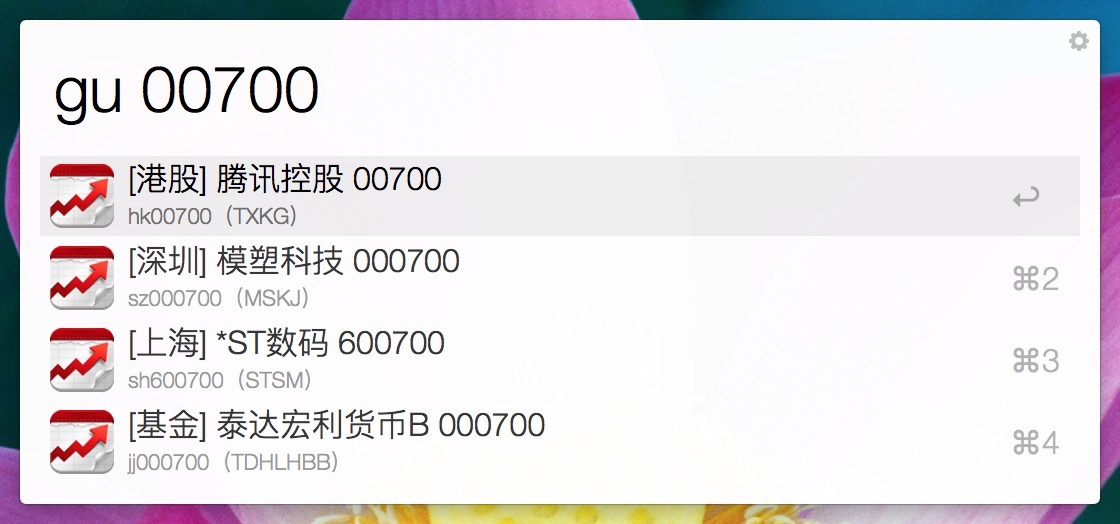 gu 00700
[港股] 腾讯控股 00700
hk00700（TXKG）
[深圳] 模塑科技 000700
sz000700（MSKJ）
⌘2
[上海] *ST数码 600700
sh600700（STSM）
⌘3
[基金] 泰达宏利货币B 000700
jj000700（TDHLHBB）
⌘4